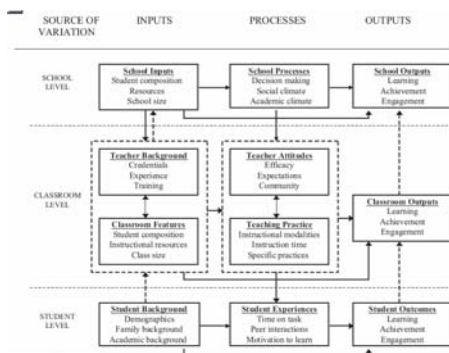 SOURCE OF VARIATION INPUTS PROCESSES OUTPUTS
SCHOOL LEVEL
School Inputs
Student composition
Resources
School size
School Processes
Decision making
Social climate
Academic climate
School Outputs
Learning
Achievement
Engagement
CLASSROOM LEVEL
Teacher Background
Credentials
Experience
Training
Teacher Attitudes
Efficacy
Expectations
Community
Classroom Features
Student composition
Instructional resources
Class size
Teaching Practice
Instructional modalities
Instruction time
Specific practices
Classroom Outputs
Learning
Achievement
Engagement
STUDENT LEVEL
Student Background
Demographics
Family background
Academic background
Student Experiences
Time on task
Peer interactions
Motivation to learn
Student Outcomes
Learning
Achievement
Engagement